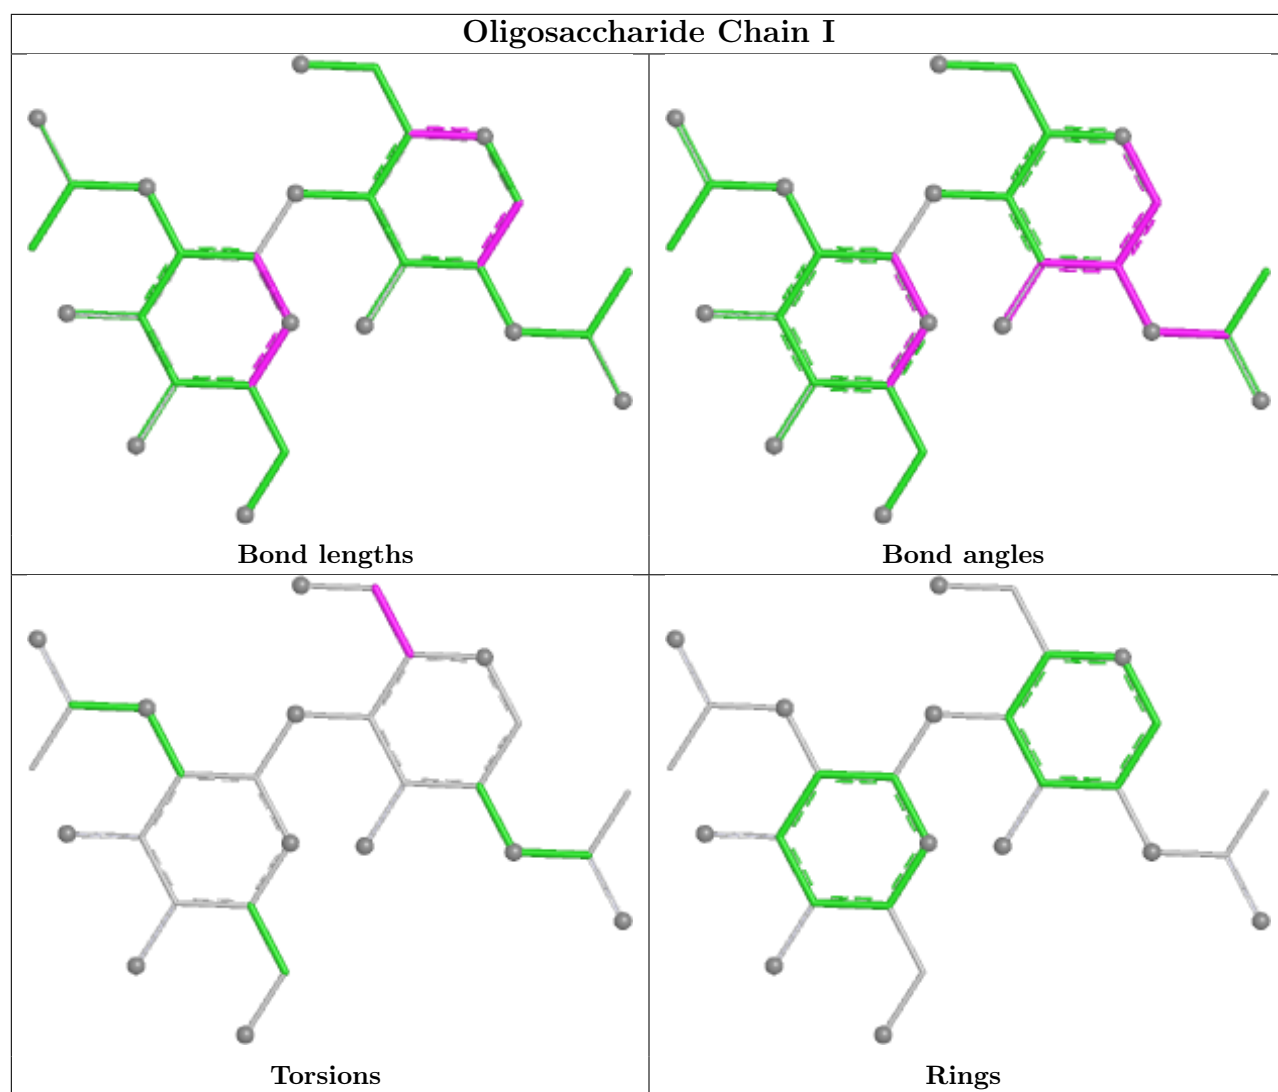 Oligosaccharide Chain I
Bond lengths
Bond angles
Torsions
Rings